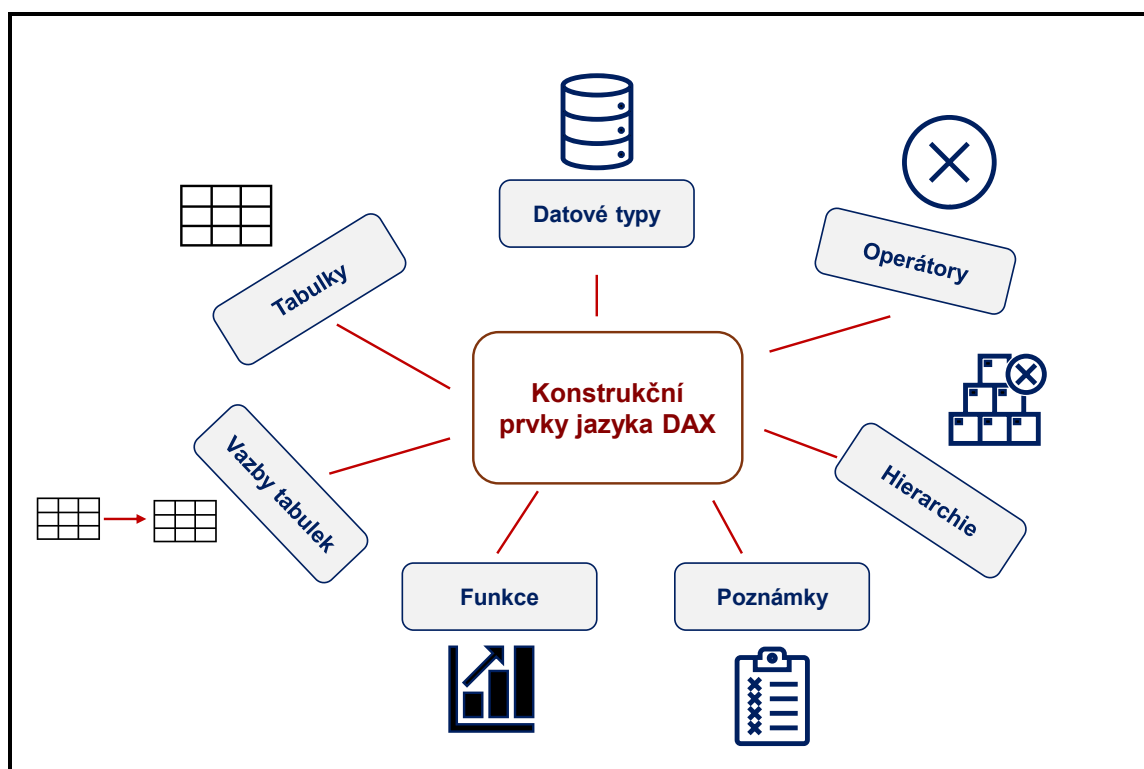 Datové typy
Operátory
Tabulky
Konstrukční
prvky jazyka DAX
Vazby tabulek
Hierarchie
Funkce
Poznámky